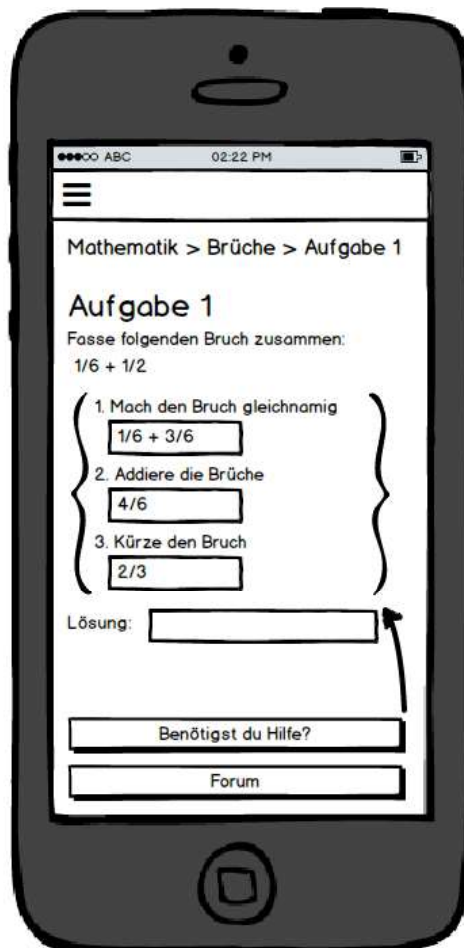 ABC 02:22 PM
Mathematik > Brüche > Aufgabe 1
Aufgabe 1
Fasse folgenden Bruch zusammen:
1/6 + 1/2
1. Mach den Bruch gleichnamig
1/6 + 3/6
2. Addiere die Brüche
4/6
3. Kürze den Bruch
2/3
Lösung:
Benötigst du Hilfe?
Forum